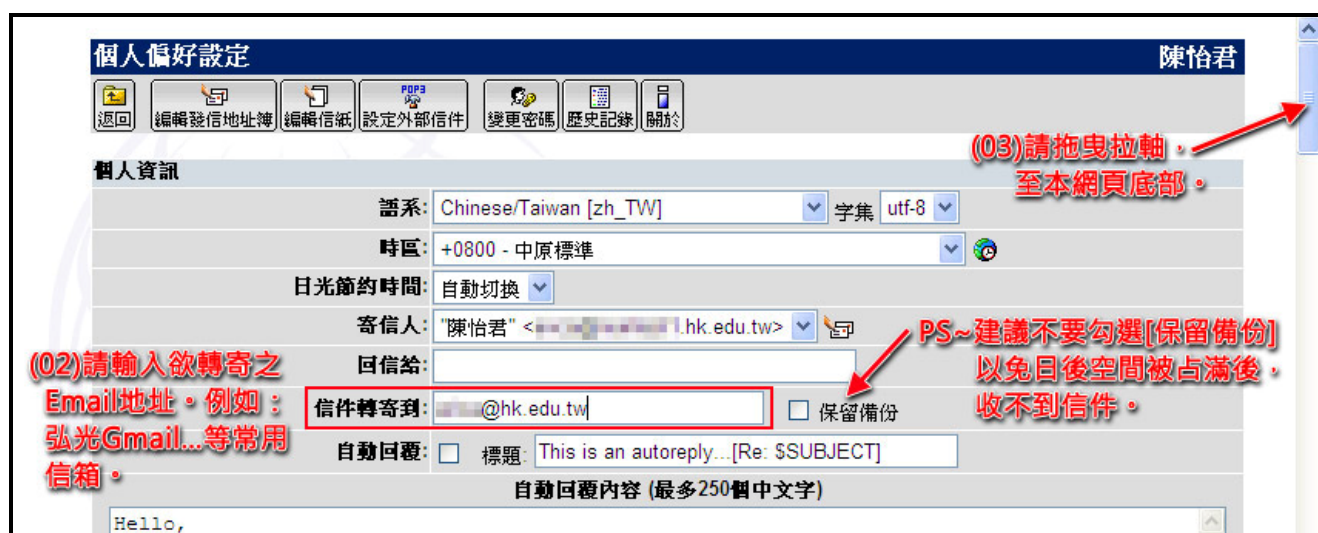 個人偏好設定 陳怡君
返回 編輯發信地址簿 編輯信紙 POP3 設定外部信件 變更密碼 歷史記錄 關於
(03)請拖曳拉軸，
至本網頁底部。
個人資訊
語系: Chinese/Taiwan [zh_TW] 字集 utf-8
時區: +0800 - 中原標準
日光節約時間: 自動切換
寄信人: "陳怡君" < .hk.edu.tw>
PS~建議不要勾選[保留備份]
以免日後空間被占滿後，
收不到信件。
(02)請輸入欲轉寄之
Email地址。例如：
弘光Gmail...等常用
信箱。
回信給:
信件轉寄到: @hk.edu.tw 保留備份
自動回覆: 標題: This is an autoreply...[Re: $SUBJECT]
自動回覆內容 (最多250個中文字)
Hello,